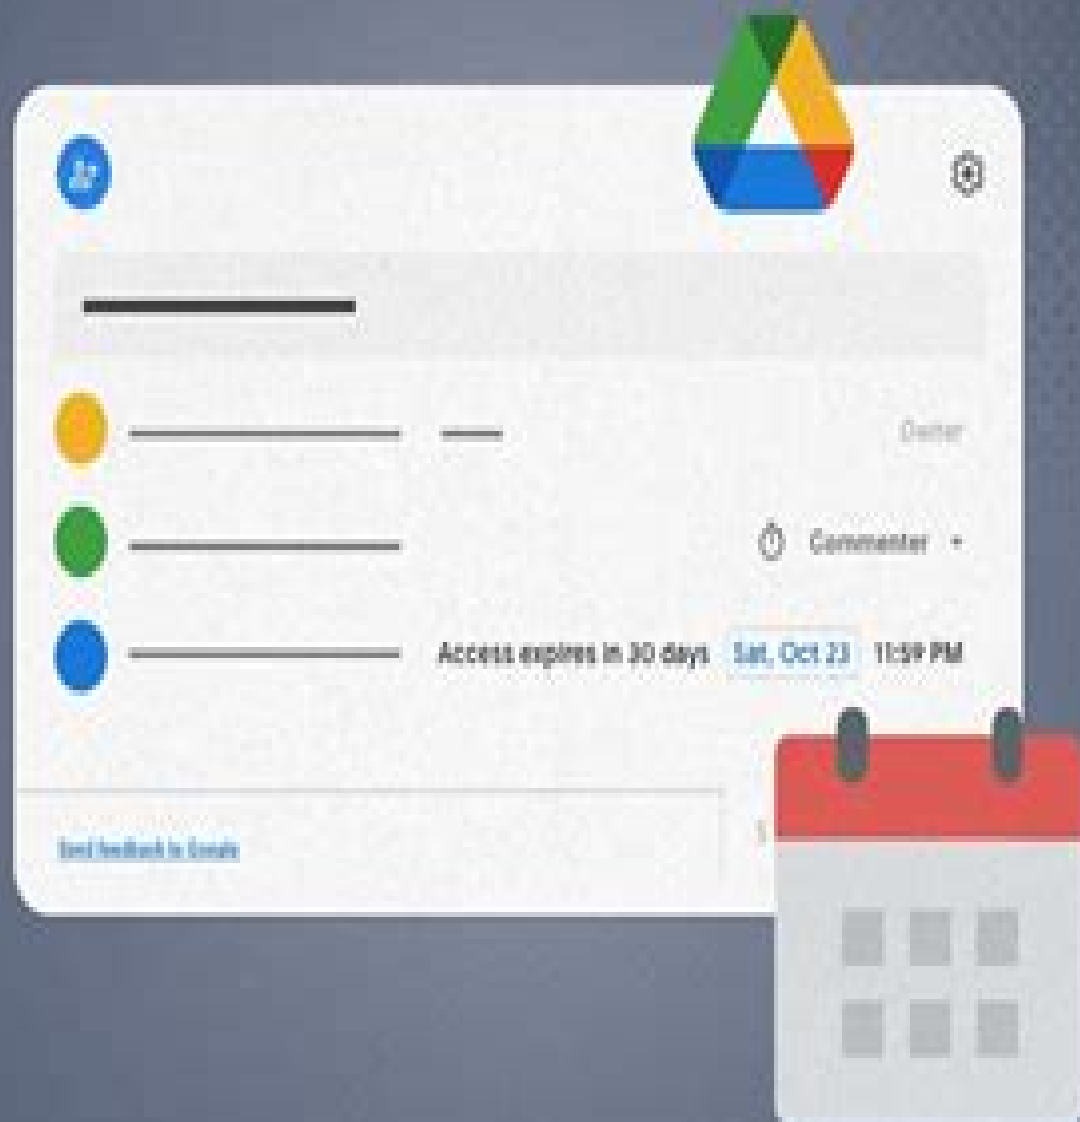 Owner
Commenter
Access expires in 30 days Sat, Oct 23 11:59 PM
Send feedback to Google